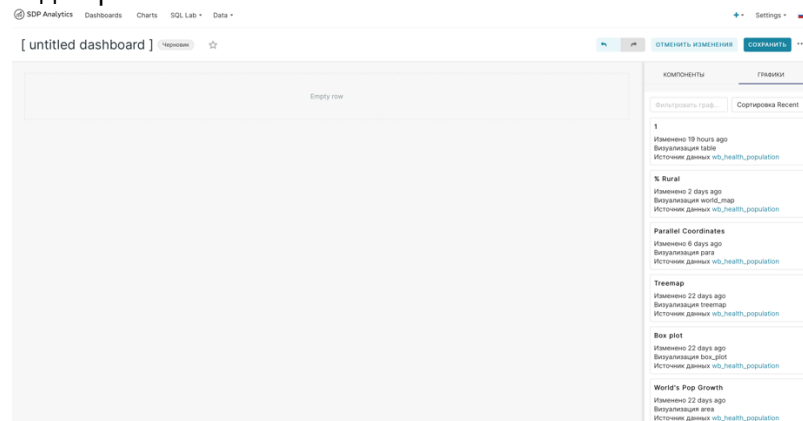 SDP Analytics Dashboards Charts SQL Lab Data Settings
[ untitled dashboard ] Черновик ОТМЕНИТЬ ИЗМЕНЕНИЯ СОХРАНИТЬ
КОМПОНЕНТЫ ГРАФИКИ
Empty row
Фильтровать граф... Сортировка Recent
1
Изменено 19 hours ago
Визуализация table
Источник данных wb_health_population
% Rural
Изменено 2 days ago
Визуализация world_map
Источник данных wb_health_population
Parallel Coordinates
Изменено 6 days ago
Визуализация para
Источник данных wb_health_population
Treemap
Изменено 22 days ago
Визуализация treemap
Источник данных wb_health_population
Box plot
Изменено 22 days ago
Визуализация box_plot
Источник данных wb_health_population
World's Pop Growth
Изменено 22 days ago
Визуализация area
Источник данных wb_health_population